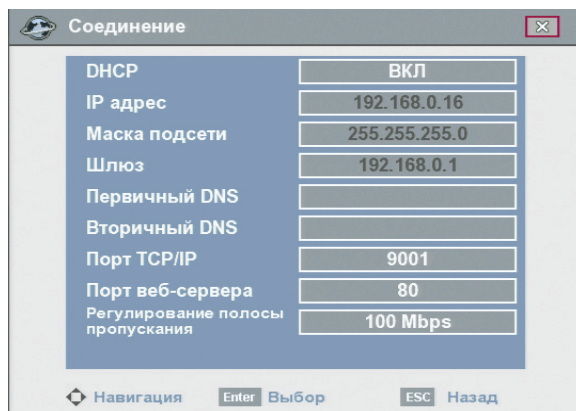 Соединение
DHCP ВКЛ
IP адрес 192.168.0.16
Маска подсети 255.255.255.0
Шлюз 192.168.0.1
Первичный DNS
Вторичный DNS
Порт TCP/IP 9001
Порт веб-сервера 80
Регулирование полосы
пропускания 100 Mbps
Навигация Enter Выбор ESC Назад